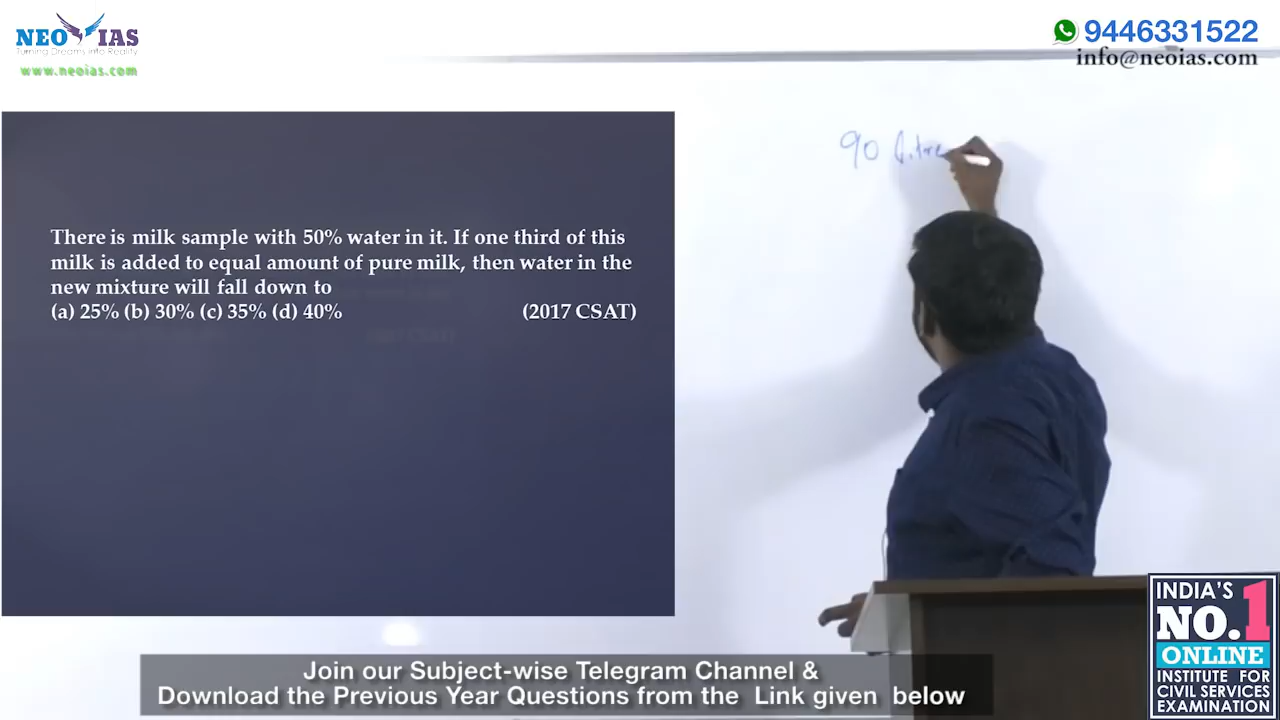 NEO IAS
Turning Dreams into Reality
www.neoias.com
9446331522
info@neoias.com
90 litre
There is milk sample with 50% water in it. If one third of this
milk is added to equal amount of pure milk, then water in the
new mixture will fall down to
(a) 25% (b) 30% (c) 35% (d) 40% (2017 CSAT)
INDIA'S
NO.1
ONLINE
INSTITUTE FOR
CIVIL SERVICES
EXAMINATION
Join our Subject-wise Telegram Channel &
Download the Previous Year Questions from the Link given below